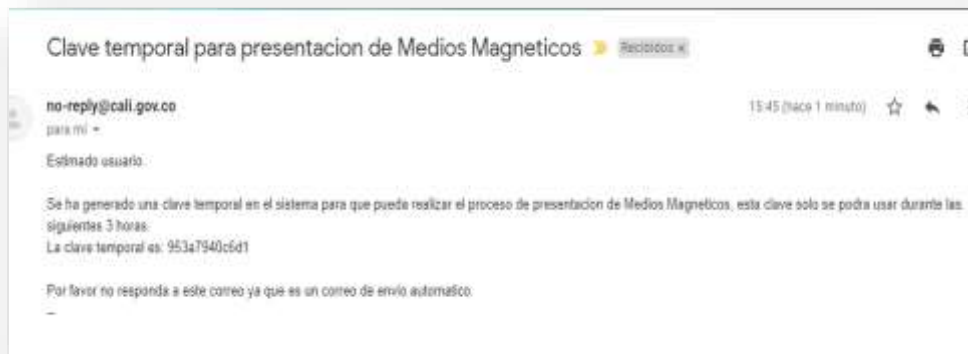 Clave temporal para presentacion de Medios Magneticos Recibidos x
no-reply@cali.gov.co 15:45 (hace 1 minuto)
para mí
Estimado usuario.
Se ha generado una clave temporal en el sistema para que pueda realizar el proceso de presentacion de Medios Magneticos, esta clave solo se podra usar durante las
siguientes 3 horas.
La clave temporal es: 953a7940c6d1
Por favor no responda a este correo ya que es un correo de envio automatico.
--